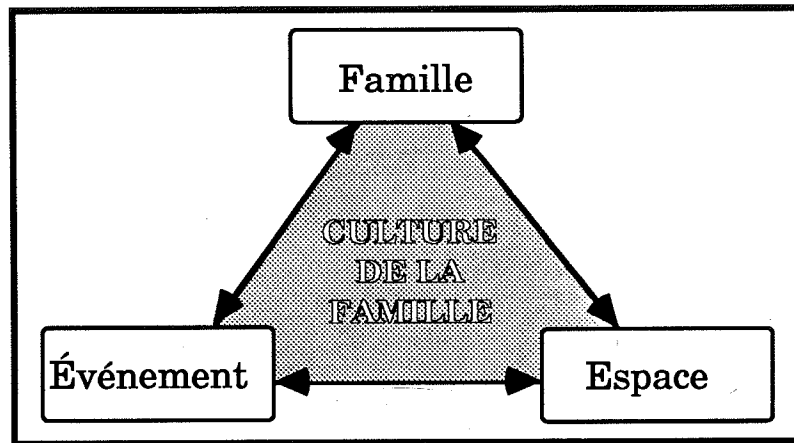 Famille
CULTURE
DE LA
FAMILLE
Événement
Espace